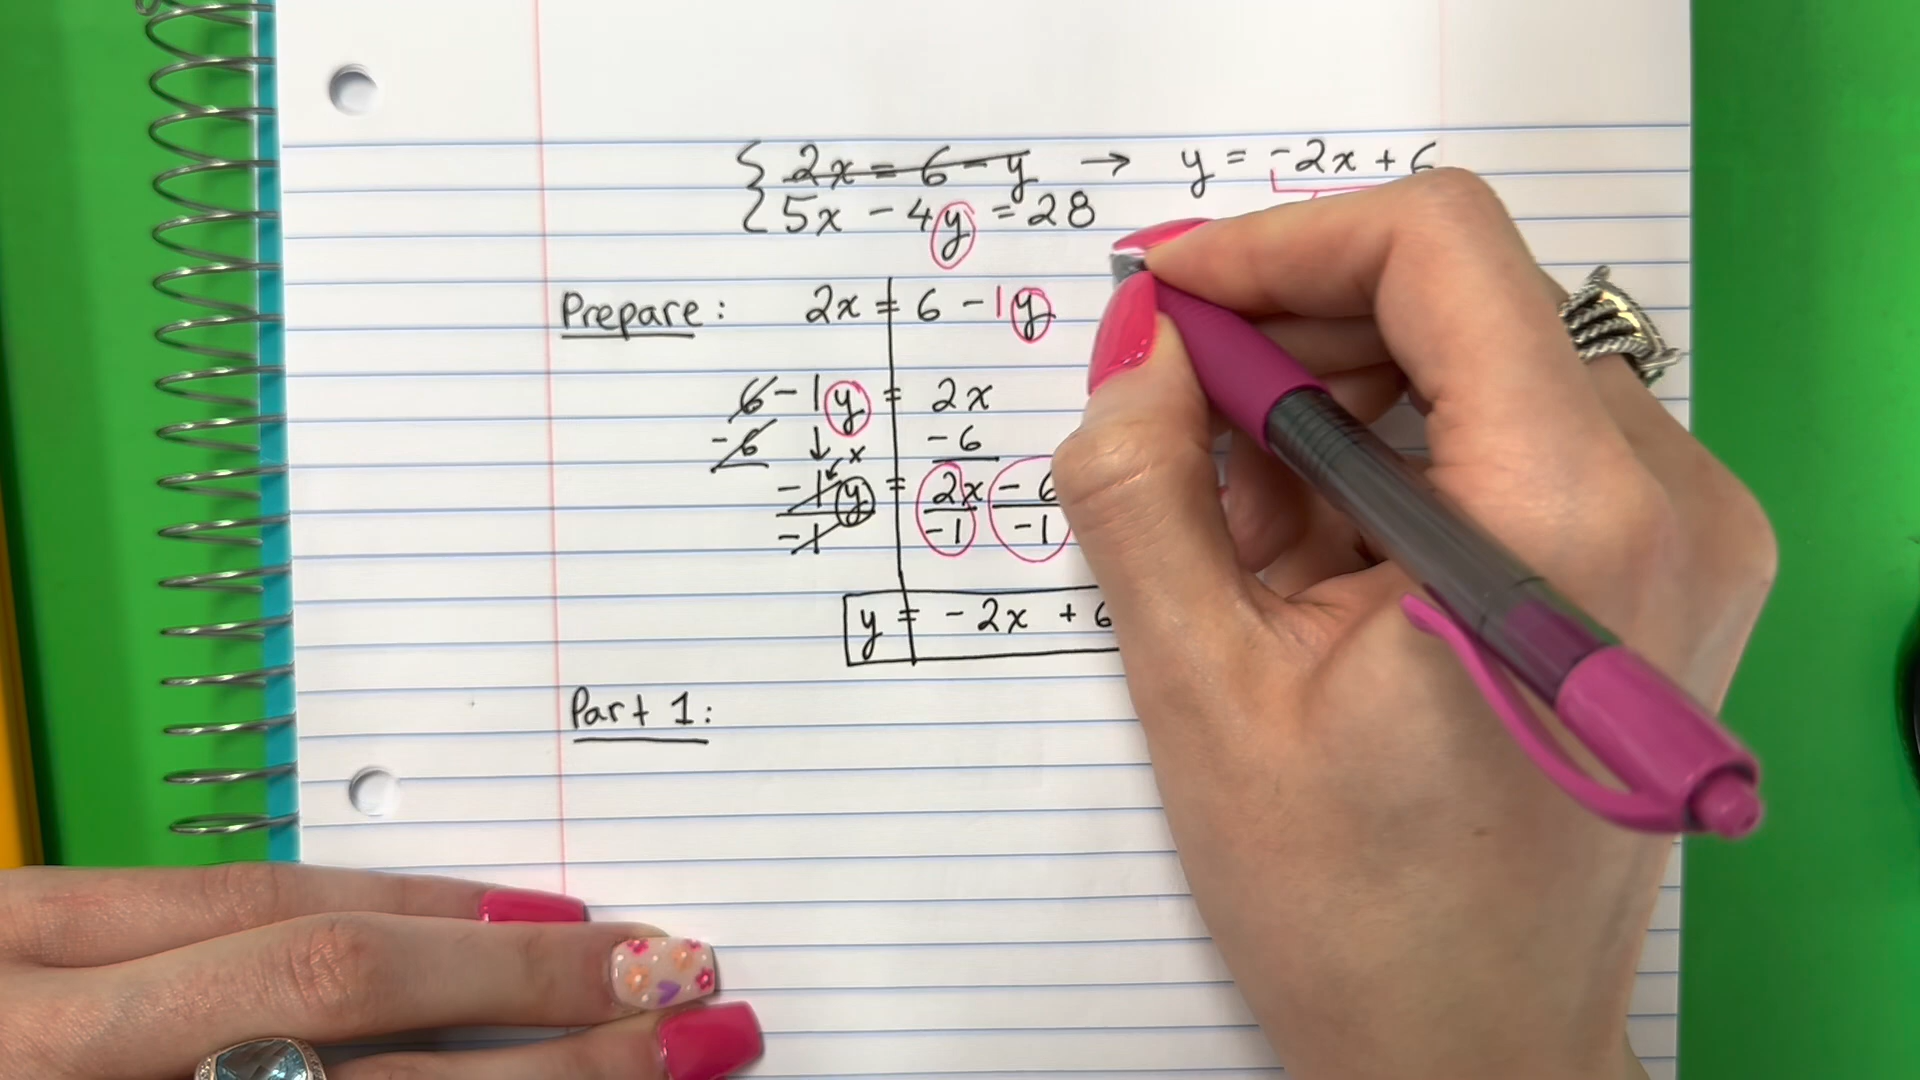 2x = 6 - y → y = -2x + 6
5x - 4y = 28
Prepare: 2x = 6 - 1y
6 - 1y = 2x
-6 ↓ x -6
-1y = 2x - 6
-1 -1 -1
y = -2x + 6
Part 1: